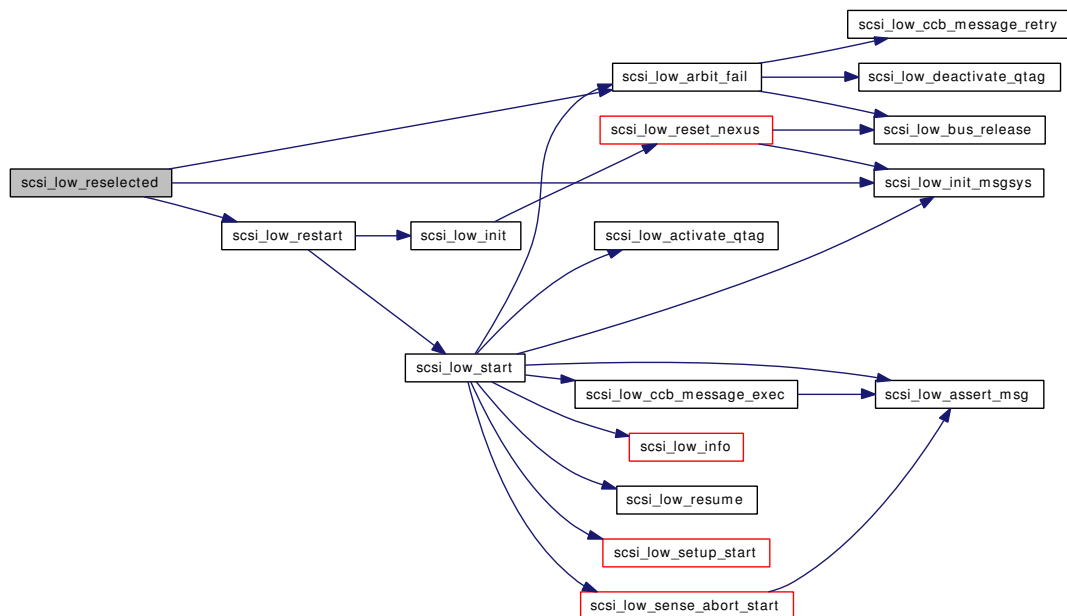 scsi_low_ccb_message_retry
scsi_low_arbit_fail
scsi_low_deactivate_qtag
scsi_low_reset_nexus
scsi_low_bus_release
scsi_low_reselected
scsi_low_init_msgsys
scsi_low_restart
scsi_low_init
scsi_low_activate_qtag
scsi_low_start
scsi_low_ccb_message_exec
scsi_low_assert_msg
scsi_low_info
scsi_low_resume
scsi_low_setup_start
scsi_low_sense_abort_start